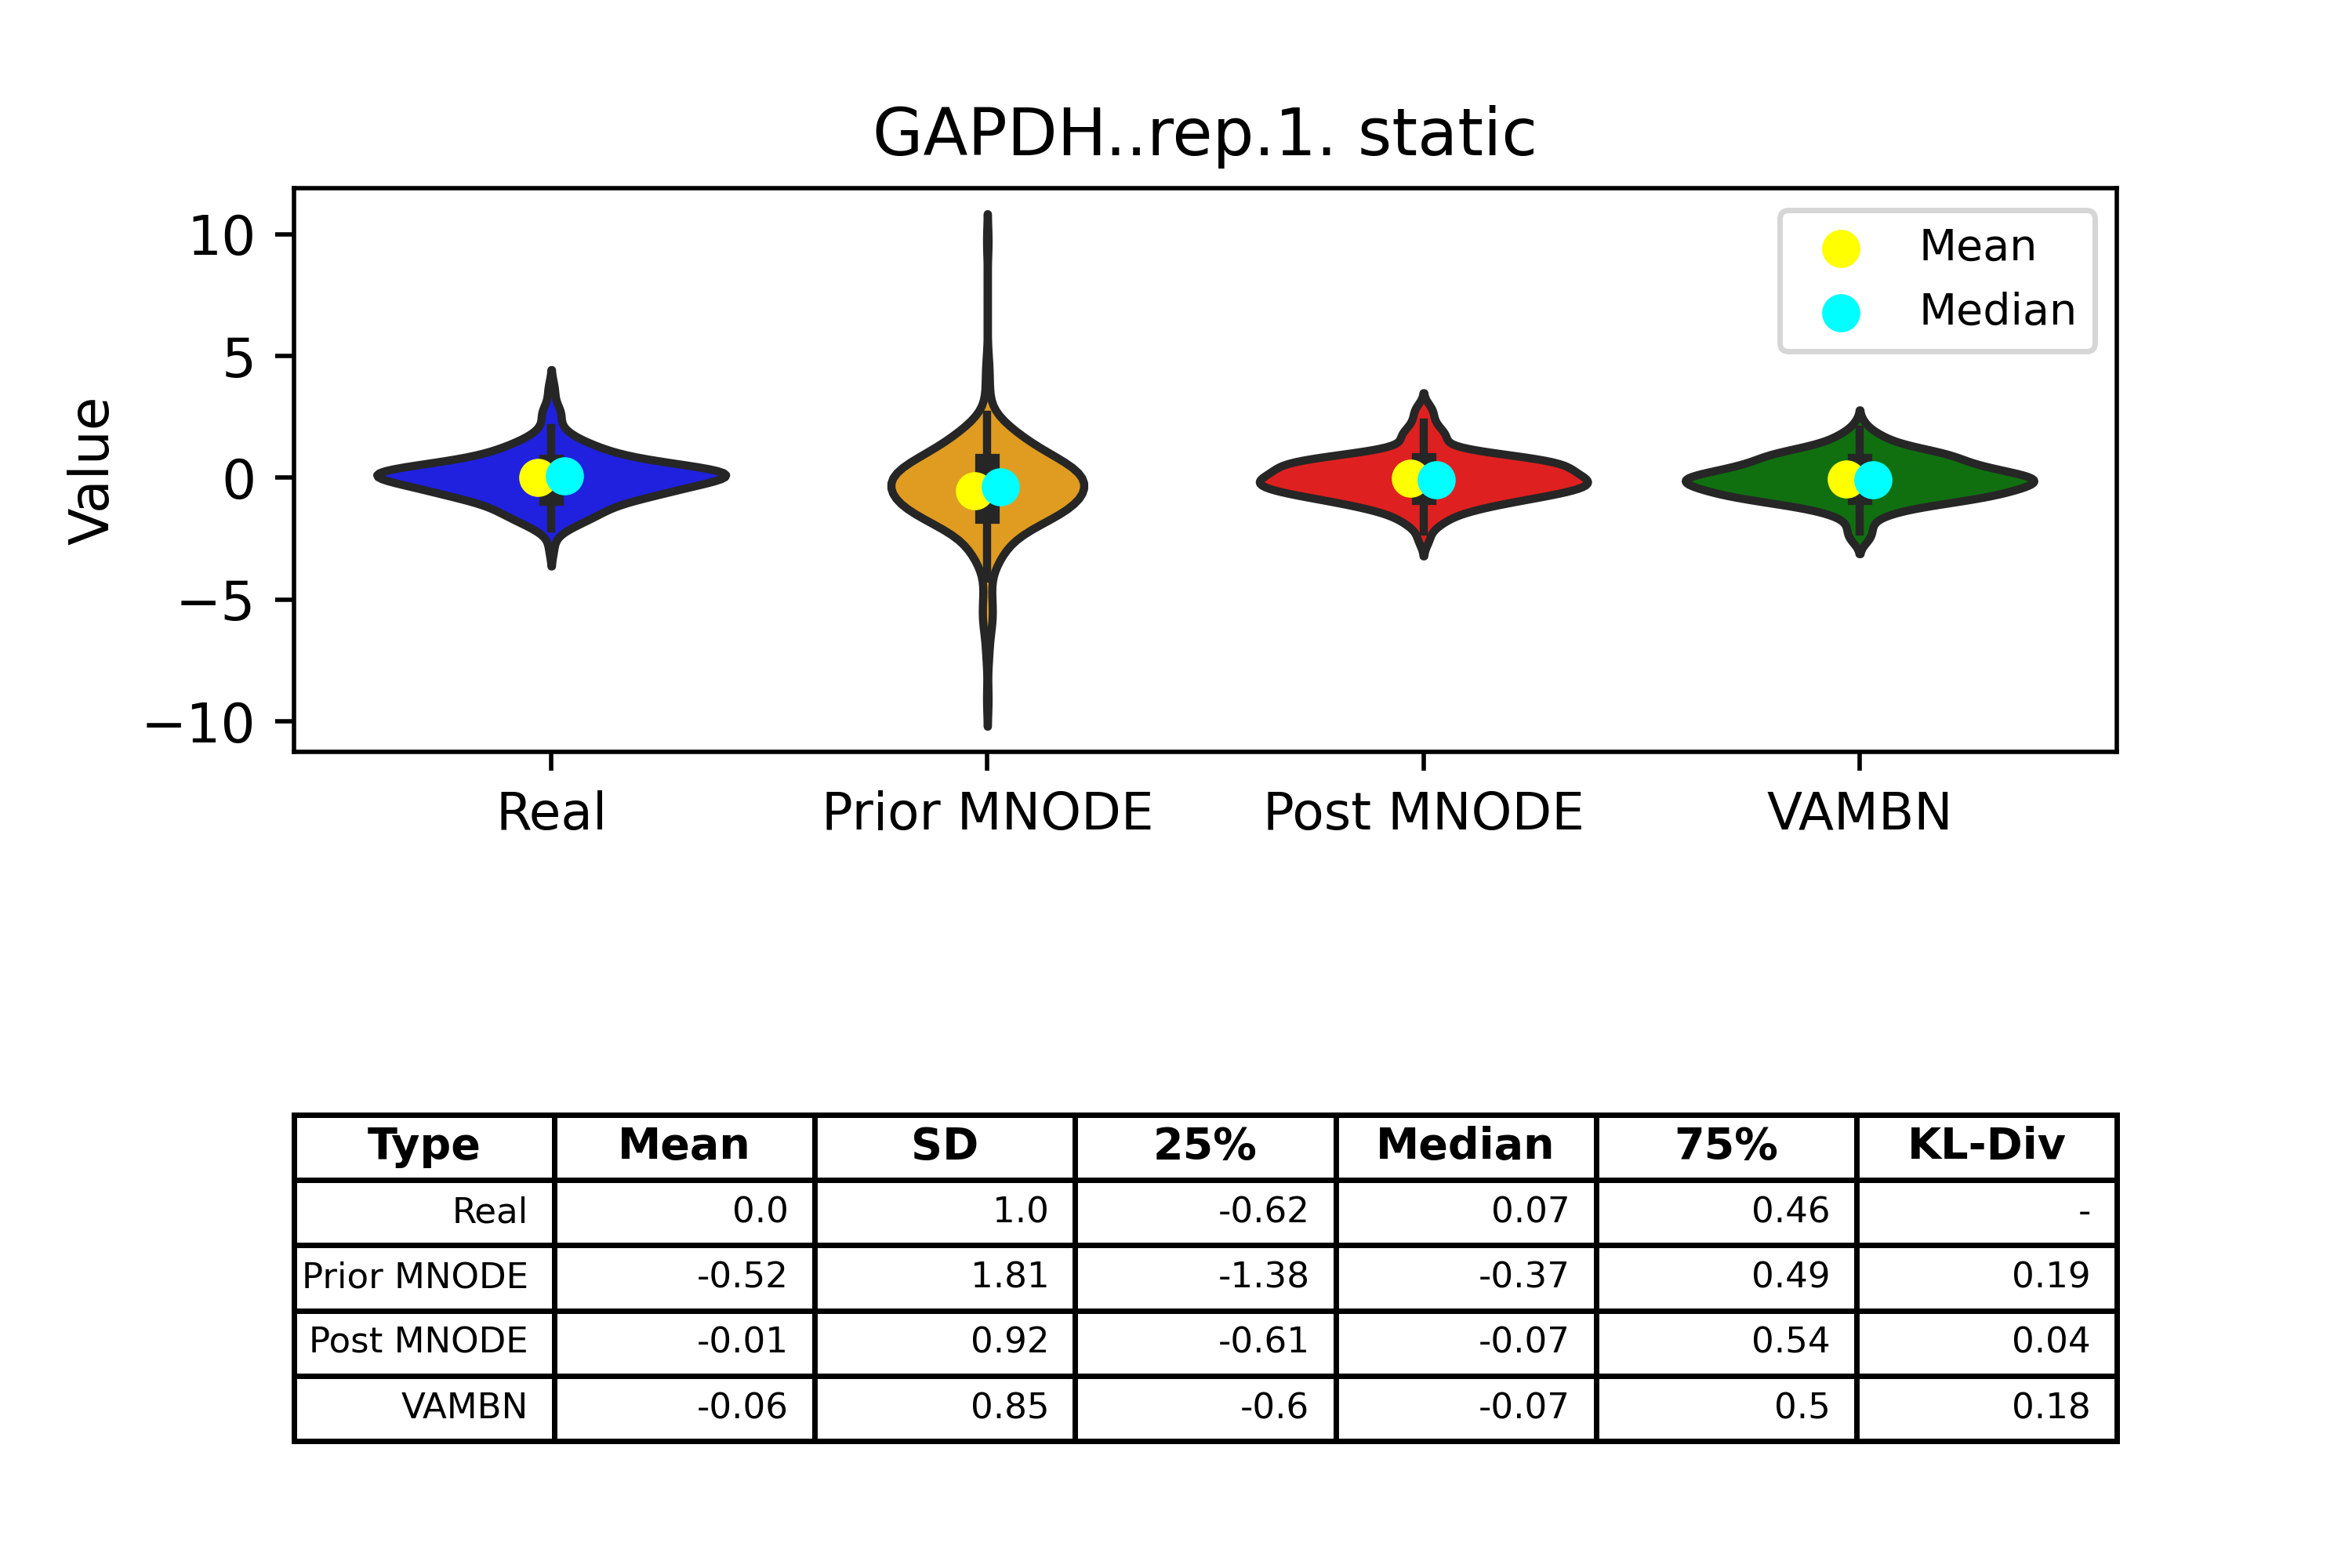 GAPDH..rep.1. static
Value
10
5
0
−5
−10
Mean
Median
Real Prior MNODE Post MNODE VAMBN
Type Mean SD 25% Median 75% KL-Div
Real 0.0 1.0 -0.62 0.07 0.46 -
Prior MNODE -0.52 1.81 -1.38 -0.37 0.49 0.19
Post MNODE -0.01 0.92 -0.61 -0.07 0.54 0.04
VAMBN -0.06 0.85 -0.6 -0.07 0.5 0.18